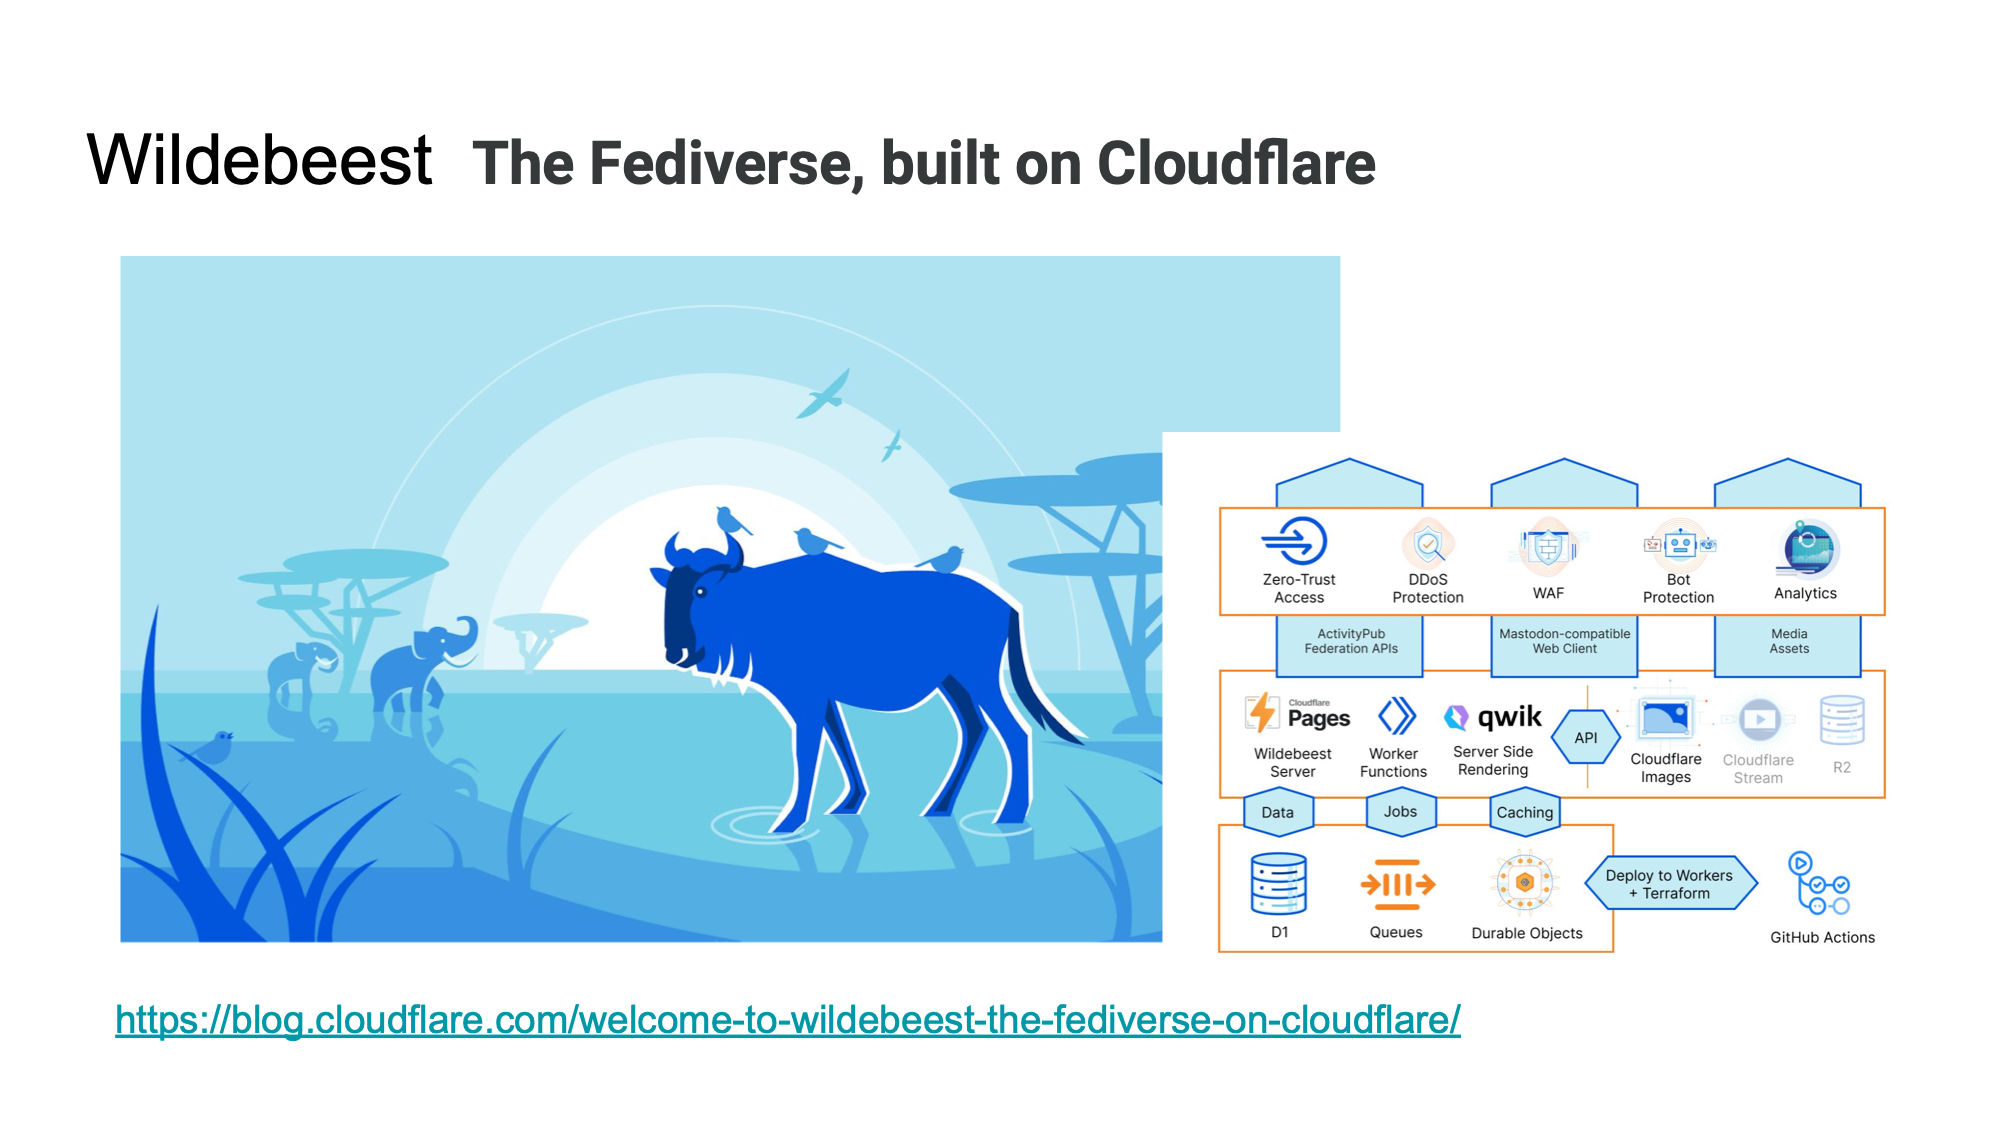 Wildebeest The Fediverse, built on Cloudflare
Zero-Trust
Access
DDoS
Protection
WAF
Bot
Protection
Analytics
ActivityPub
Federation APIs
Mastodon-compatible
Web Client
Media
Assets
Cloudflare
Pages
Wildebeest
Server
Worker
Functions
qwik
Server Side
Rendering
API
Cloudflare
Images
Cloudflare
Stream
R2
Data
Jobs
Caching
D1
Queues
Durable Objects
Deploy to Workers
+ Terraform
GitHub Actions
https://blog.cloudflare.com/welcome-to-wildebeest-the-fediverse-on-cloudflare/